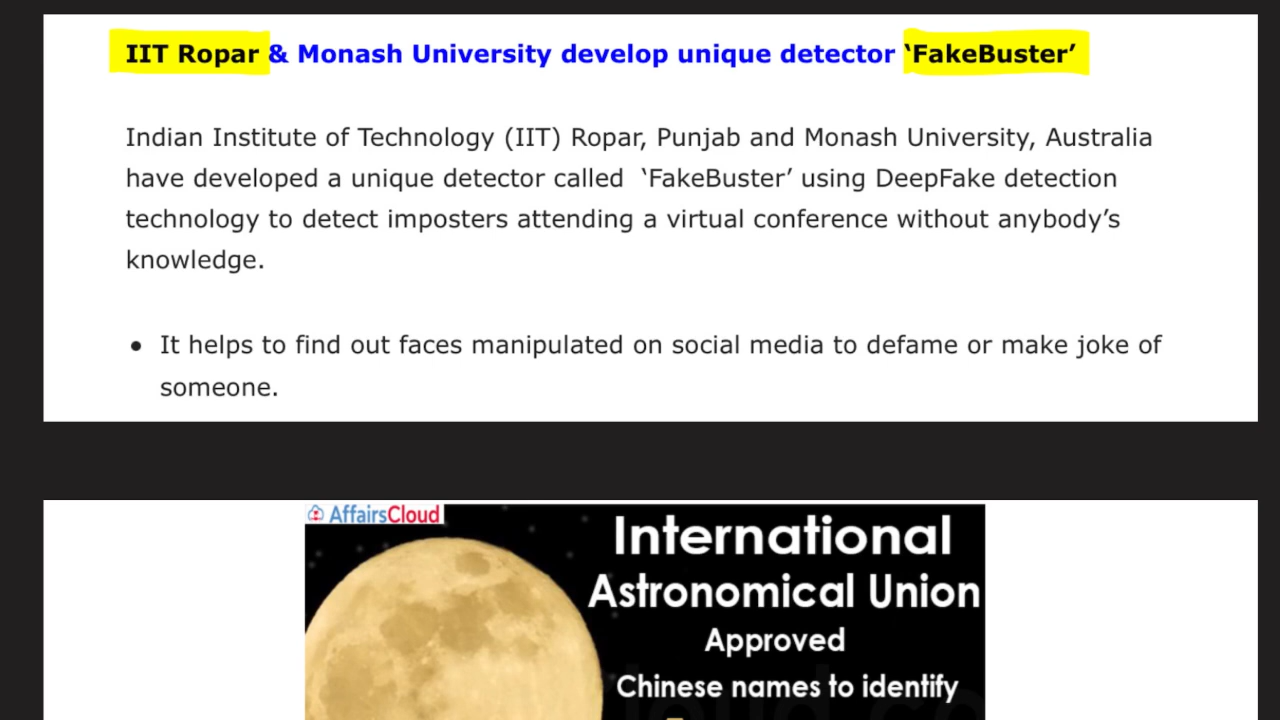 IIT Ropar & Monash University develop unique detector ‘FakeBuster’
Indian Institute of Technology (IIT) Ropar, Punjab and Monash University, Australia
have developed a unique detector called ‘FakeBuster’ using DeepFake detection
technology to detect imposters attending a virtual conference without anybody’s
knowledge.
● It helps to find out faces manipulated on social media to defame or make joke of
someone.
AffairsCloud
International
Astronomical Union
Approved
Chinese names to identify